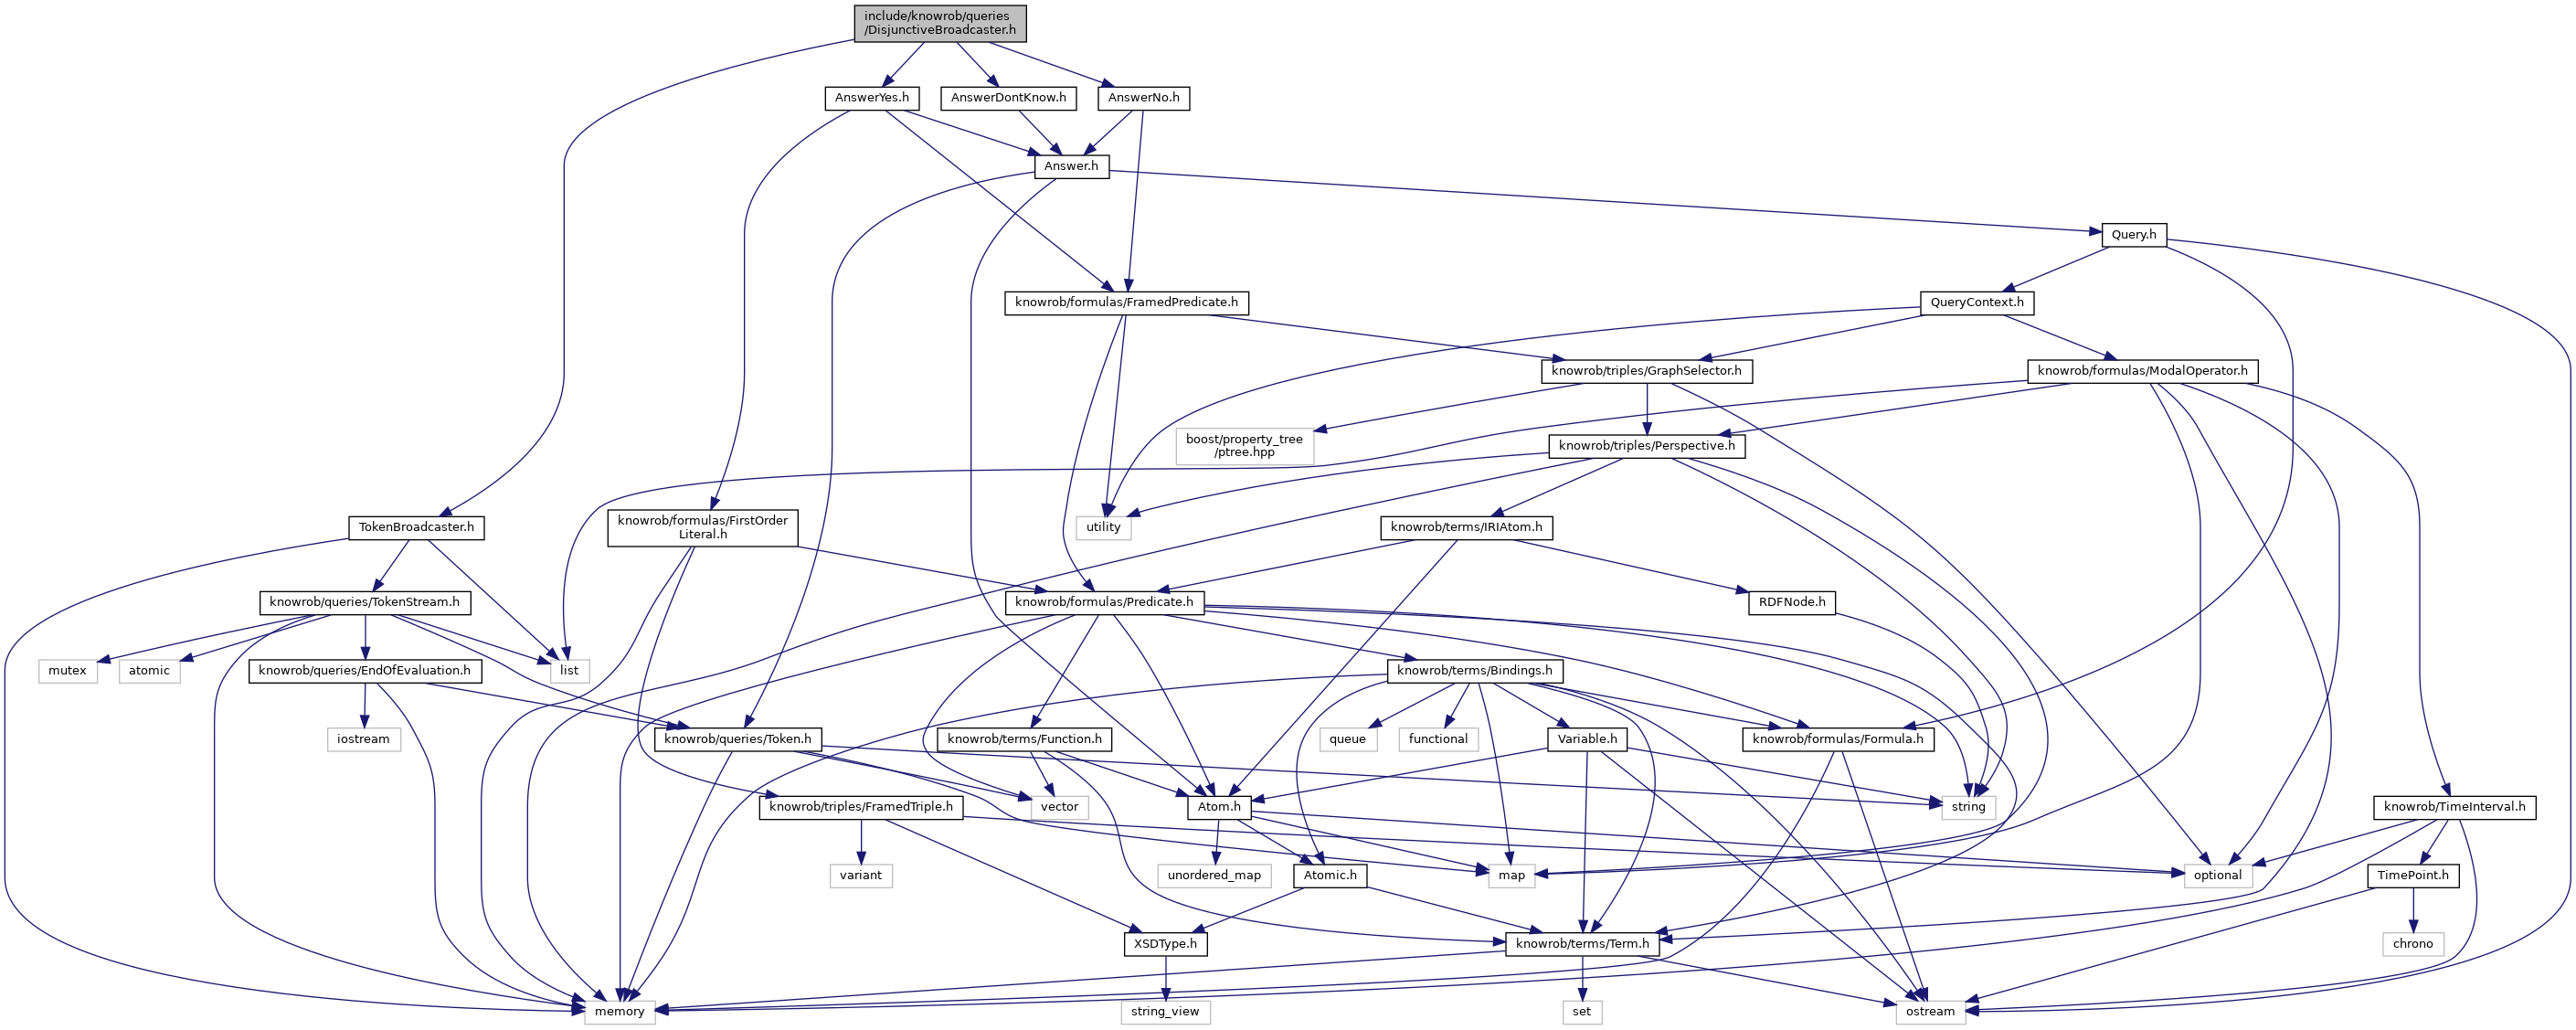 include/knowrob/queries
/DisjunctiveBroadcaster.h
AnswerYes.h
AnswerDontKnow.h
AnswerNo.h
Answer.h
Query.h
knowrob/formulas/FramedPredicate.h
QueryContext.h
knowrob/triples/GraphSelector.h
knowrob/formulas/ModalOperator.h
boost/property_tree
/ptree.hpp
knowrob/triples/Perspective.h
TokenBroadcaster.h
knowrob/formulas/FirstOrder
Literal.h
utility
knowrob/terms/IRIAtom.h
knowrob/queries/TokenStream.h
knowrob/formulas/Predicate.h
RDFNode.h
mutex
atomic
knowrob/queries/EndOfEvaluation.h
list
knowrob/terms/Bindings.h
iostream
knowrob/queries/Token.h
knowrob/terms/Function.h
queue
functional
Variable.h
knowrob/formulas/Formula.h
knowrob/triples/FramedTriple.h
vector
Atom.h
string
knowrob/TimeInterval.h
variant
unordered_map
Atomic.h
map
optional
TimePoint.h
XSDType.h
knowrob/terms/Term.h
chrono
memory
string_view
set
ostream